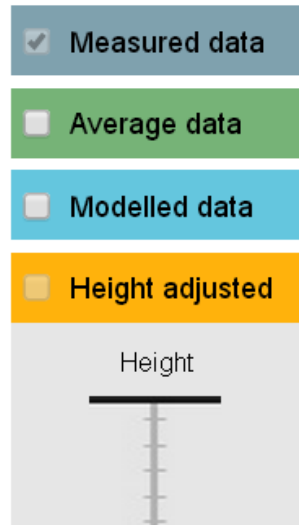 Measured data
Average data
Modelled data
Height adjusted
Height